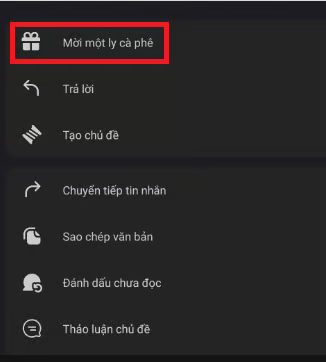 Mời một ly cà phê
Trả lời
Tạo chủ đề
Chuyển tiếp tin nhắn
Sao chép văn bản
Đánh dấu chưa đọc
Thảo luận chủ đề